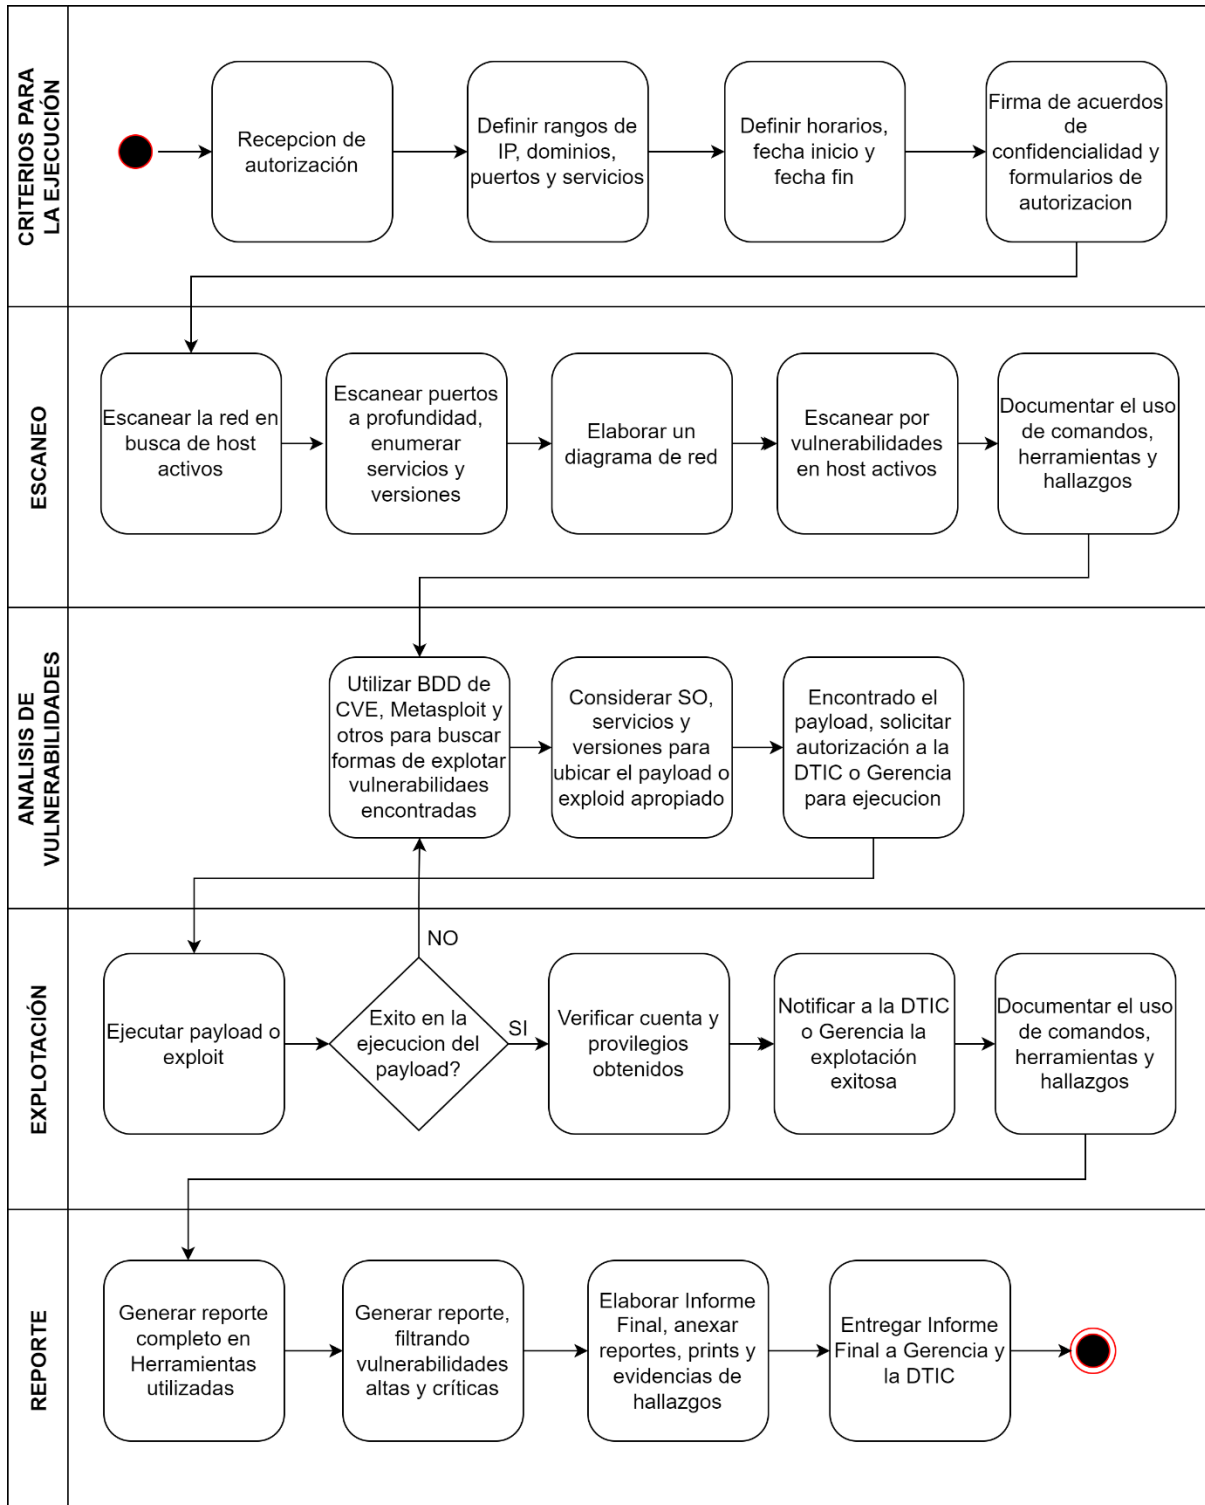 CRITERIOS PARA
LA EJECUCIÓN
Recepcion de
autorización
Definir rangos de
IP, dominios,
puertos y servicios
Definir horarios,
fecha inicio y
fecha fin
Firma de acuerdos
de
confidencialidad y
formularios de
autorizacion
ESCANEO
Escanear la red en
busca de host
activos
Escanear puertos
a profundidad,
enumerar
servicios y
versiones
Elaborar un
diagrama de red
Escanear por
vulnerabilidades
en host activos
Documentar el uso
de comandos,
herramientas y
hallazgos
ANALISIS DE
VULNERABILIDADES
Utilizar BDD de
CVE, Metasploit y
otros para buscar
formas de explotar
vulnerabilidaes
encontradas
Considerar SO,
servicios y
versiones para
ubicar el payload o
exploid apropiado
Encontrado el
payload, solicitar
autorización a la
DTIC o Gerencia
para ejecucion
EXPLOTACIÓN
Ejecutar payload o
exploit
Exito en la
ejecucion del
payload?
NO
SI
Verificar cuenta y
provilegios
obtenidos
Notificar a la DTIC
o Gerencia la
explotación
exitosa
Documentar el uso
de comandos,
herramientas y
hallazgos
REPORTE
Generar reporte
completo en
Herramientas
utilizadas
Generar reporte,
filtrando
vulnerabilidades
altas y críticas
Elaborar Informe
Final, anexar
reportes, prints y
evidencias de
hallazgos
Entregar Informe
Final a Gerencia y
la DTIC